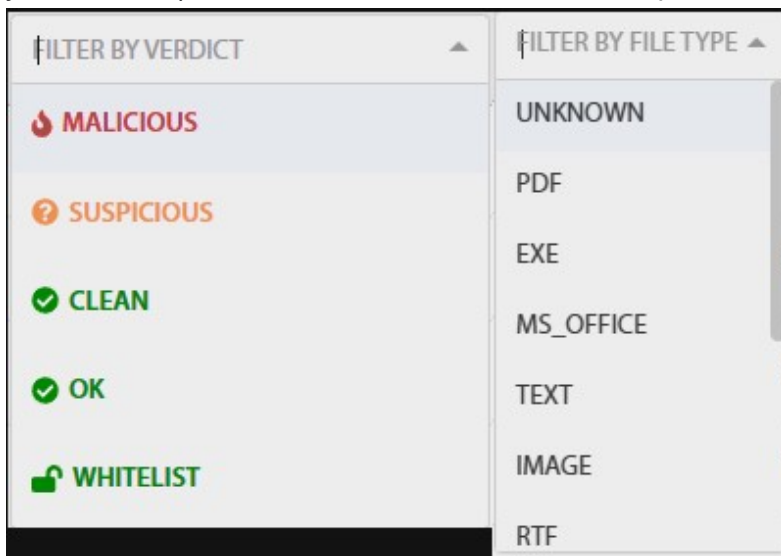 FILTER BY VERDICT
MALICIOUS
SUSPICIOUS
CLEAN
OK
WHITELIST
FILTER BY FILE TYPE
UNKNOWN
PDF
EXE
MS_OFFICE
TEXT
IMAGE
RTF